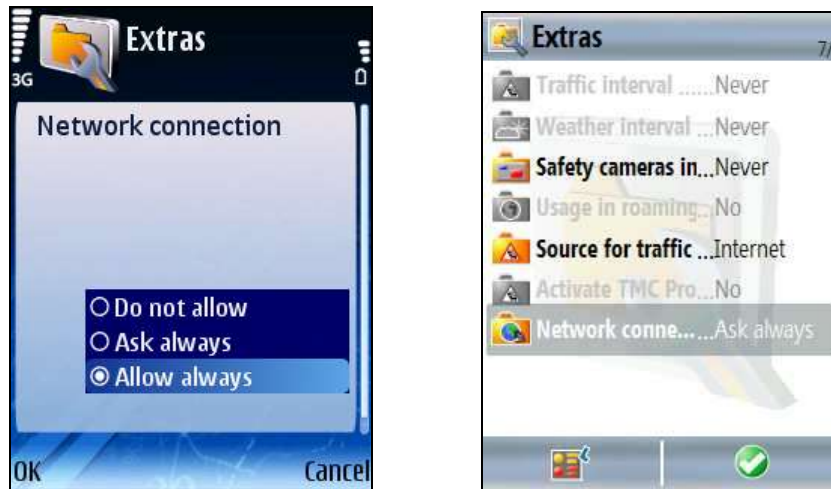 Extras
3G
Network connection
Do not allow
Ask always
Allow always
OK Cancel
Extras 7/
Traffic interval ......Never
Weather interval ...Never
Safety cameras in...Never
Usage in roaming...No
Source for traffic ...Internet
Activate TMC Pro...No
Network conne... ...Ask always